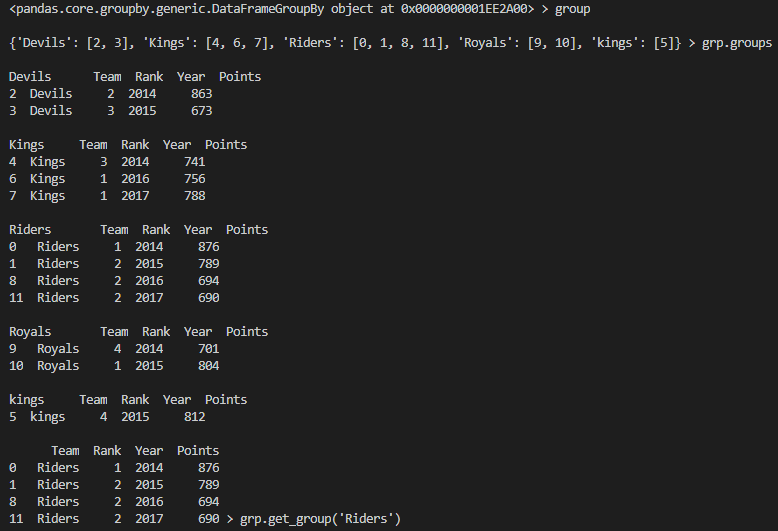 <pandas.core.groupby.generic.DataFrameGroupBy object at 0x0000000001EE2A00> > group
{'Devils': [2, 3], 'Kings': [4, 6, 7], 'Riders': [0, 1, 8, 11], 'Royals': [9, 10], 'kings': [5]} > grp.groups
Devils      Team  Rank  Year  Points
2  Devils     2  2014     863
3  Devils     3  2015     673
Kings     Team  Rank  Year  Points
4  Kings     3  2014     741
6  Kings     1  2016     756
7  Kings     1  2017     788
Riders       Team  Rank  Year  Points
0   Riders     1  2014     876
1   Riders     2  2015     789
8   Riders     2  2016     694
11  Riders     2  2017     690
Royals       Team  Rank  Year  Points
9   Royals     4  2014     701
10  Royals     1  2015     804
kings     Team  Rank  Year  Points
5  kings     4  2015     812
      Team  Rank  Year  Points
0   Riders     1  2014     876
1   Riders     2  2015     789
8   Riders     2  2016     694
11  Riders     2  2017     690 > grp.get_group('Riders')